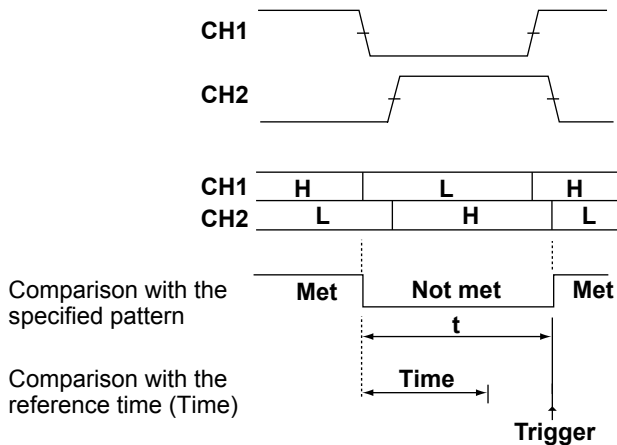 CH1
CH2
CH1 H L H
CH2 L H L
Met Not met Met
Comparison with the
specified pattern
t
Comparison with the
reference time (Time)
Time
Trigger